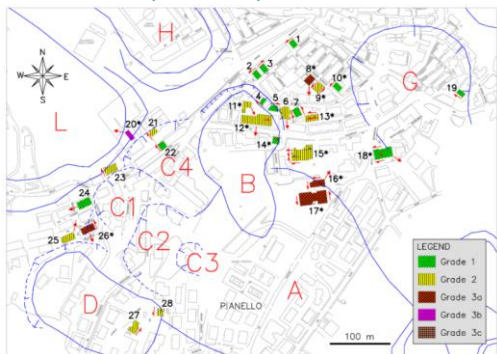 H
1
2
3
8*
9*
10*
G
N
W
E
S
19
L
20*
21
11*
4
5
6
7
12*
13*
22
14*
15*
18*
C4
23
B
16*
24
C1
17*
26*
25
C2
C3
A
D
27
28
PIANELLO
100 m
LEGEND
Grade 1
Grade 2
Grade 3a
Grade 3b
Grade 3c